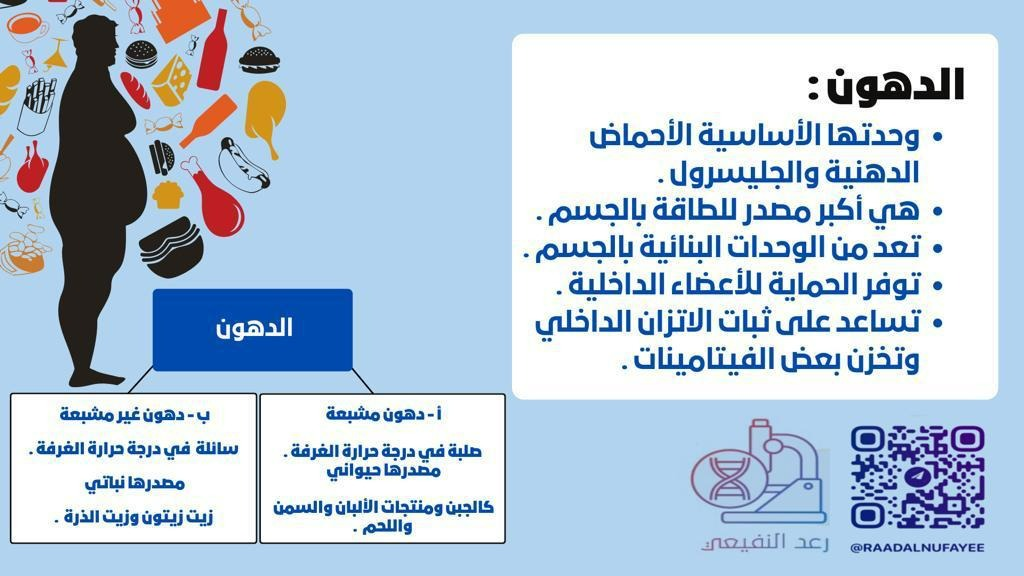 الدهون :
• وحدتها الأساسية الأحماض
الدهنية والجليسرول .
• هي أكبر مصدر للطاقة بالجسم .
• تعد من الوحدات البنائية بالجسم .
• توفر الحماية للأعضاء الداخلية .
• تساعد على ثبات الاتزان الداخلي
وتخزن بعض الفيتامينات .
الدهون
أ - دهون مشبعة
صلبة في درجة حرارة الغرفة .
مصدرها حيواني
كالجبن ومنتجات الألبان والسمن
واللحم .
ب - دهون غير مشبعة
سائلة في درجة حرارة الغرفة .
مصدرها نباتي
زيت زيتون وزيت الذرة .
رعد النفيعي
@RAADALNUFAYEE